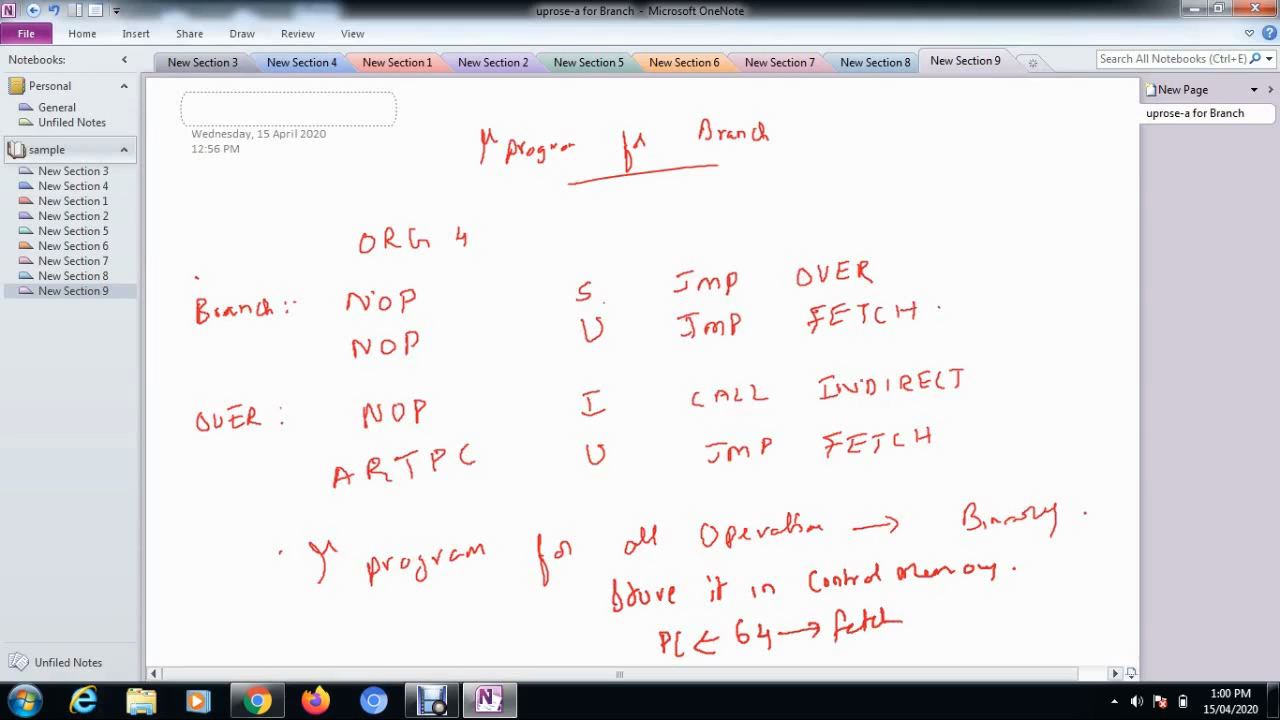 uprose-a for Branch - Microsoft OneNote
File Home Insert Share Draw Review View
Notebooks:
New Section 3 New Section 4 New Section 1 New Section 2 New Section 5 New Section 6 New Section 7 New Section 8 New Section 9
Search All Notebooks (Ctrl+E)
Personal
General
Unfiled Notes
sample
New Section 3
New Section 4
New Section 1
New Section 2
New Section 5
New Section 6
New Section 7
New Section 8
New Section 9
Unfiled Notes
New Page
uprose-a for Branch
Wednesday, 15 April 2020
12:56 PM
μ program for Branch
ORG 4
Branch: NOP S JMP OVER
NOP U JMP FETCH
OVER: NOP I CALL INDIRECT
ARTPC U JMP FETCH
μ program for all Operation → Binary.
Store it in Control Memory.
PC ← 64 → fetch
1:00 PM
15/04/2020